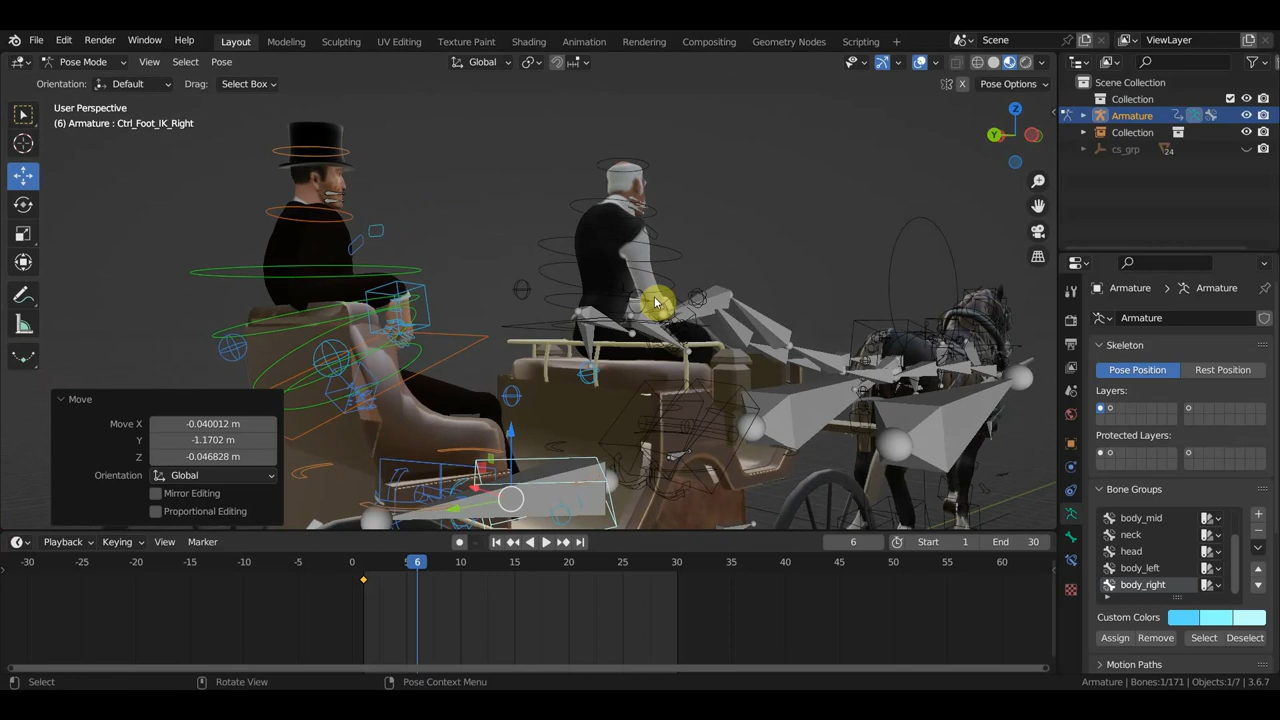 File Edit Render Window Help Layout Modeling Sculpting UV Editing Texture Paint Shading Animation Rendering Compositing Geometry Nodes Scripting Scene ViewLayer
Pose Mode View Select Pose Global
Orientation: Default Drag: Select Box X Pose Options
User Perspective
(6) Armature : Ctrl_Foot_IK_Right
Z
Y
Scene Collection
Collection
Armature
Collection
cs_grp 24
Armature Armature
Armature
Skeleton
Pose Position Rest Position
Layers:
Protected Layers:
Bone Groups
body_mid
neck
head
body_left
body_right
Custom Colors
Assign Remove Select Deselect
Motion Paths
Move
Move X -0.040012 m
Y -1.1702 m
Z -0.046828 m
Orientation Global
Mirror Editing
Proportional Editing
Playback Keying View Marker 6 Start 1 End 30
-30 -25 -20 -15 -10 -5 0 5 6 10 15 20 25 30 35 40 45 50 55 60
Select Rotate View Pose Context Menu Armature | Bones:1/171 | Objects:1/7 | 3.6.7